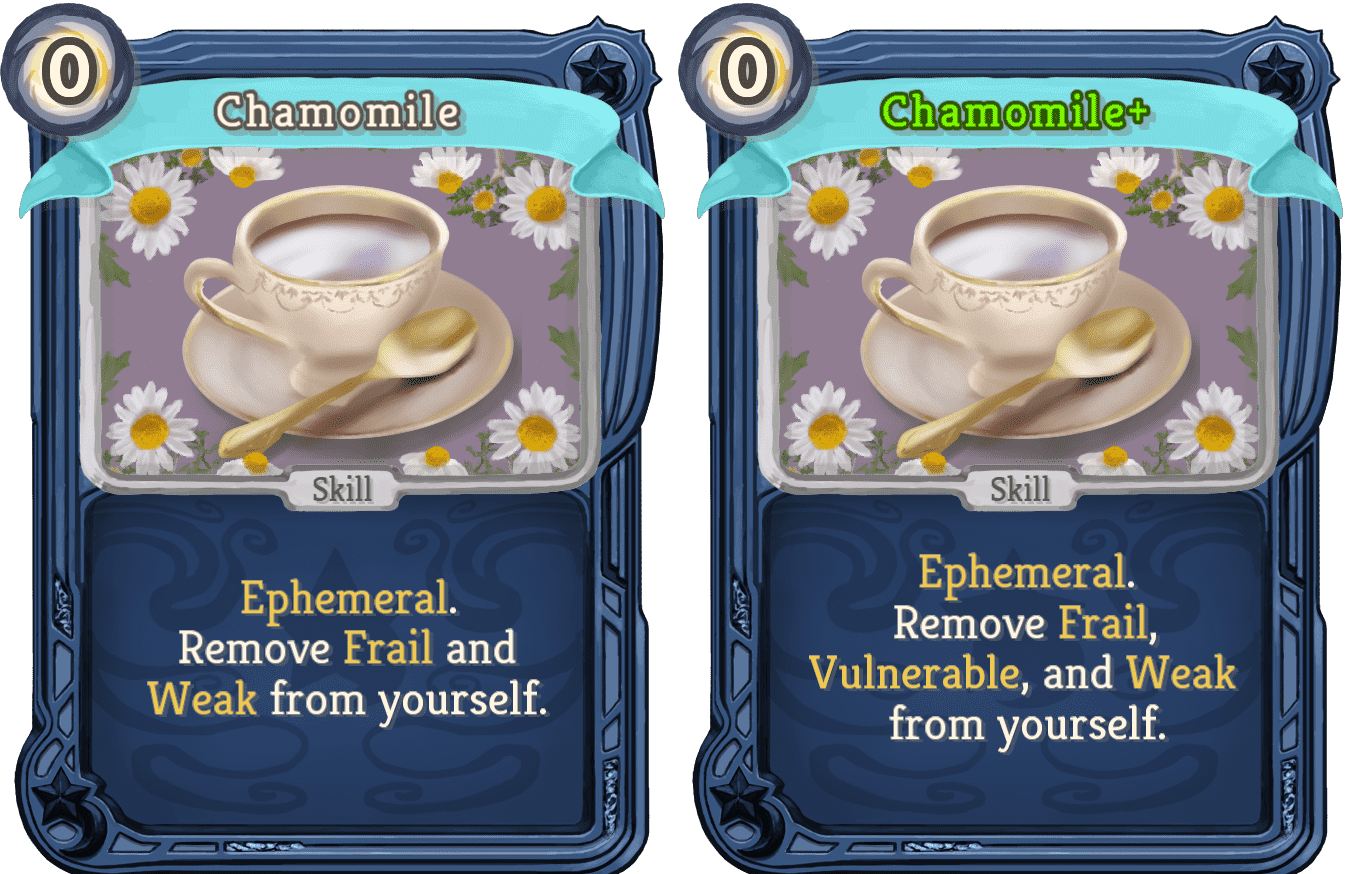 0
Chamomile
Skill
Ephemeral.
Remove Frail and
Weak from yourself.
0
Chamomile+
Skill
Ephemeral.
Remove Frail,
Vulnerable, and Weak
from yourself.